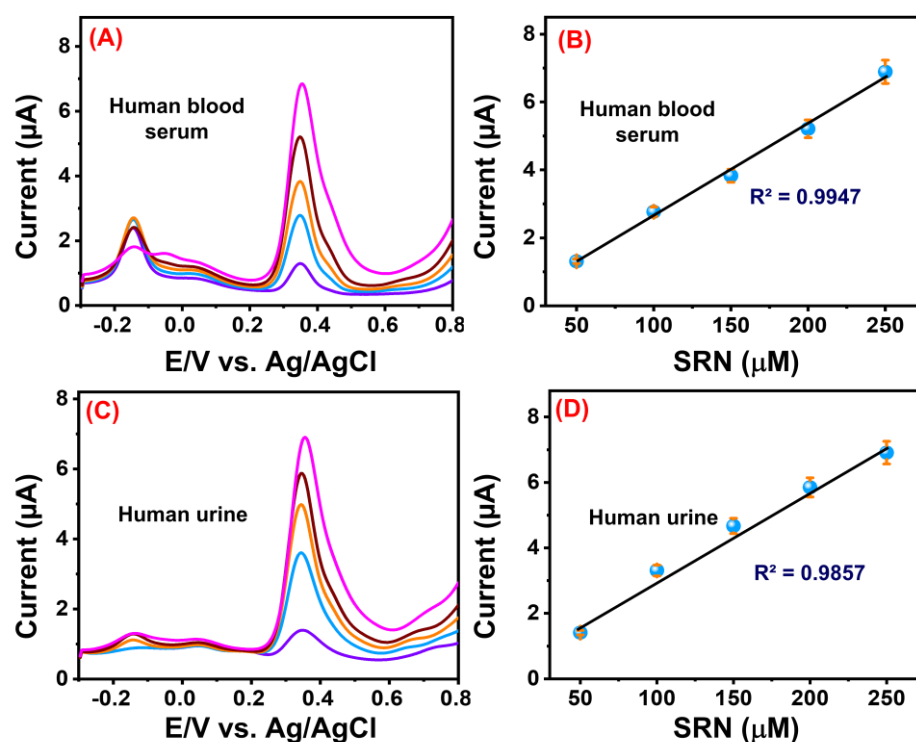 (A)
Human blood
serum
Current (µA)
8
6
4
2
0
-0.2 0.0 0.2 0.4 0.6 0.8
E/V vs. Ag/AgCl
(B)
Human blood
serum
R² = 0.9947
Current (µA)
8
6
4
2
0
50 100 150 200 250
SRN (μM)
(C)
Human urine
Current (µA)
8
6
4
2
0
-0.2 0.0 0.2 0.4 0.6 0.8
E/V vs. Ag/AgCl
(D)
Human urine
R² = 0.9857
Current (µA)
8
6
4
2
0
50 100 150 200 250
SRN (μM)